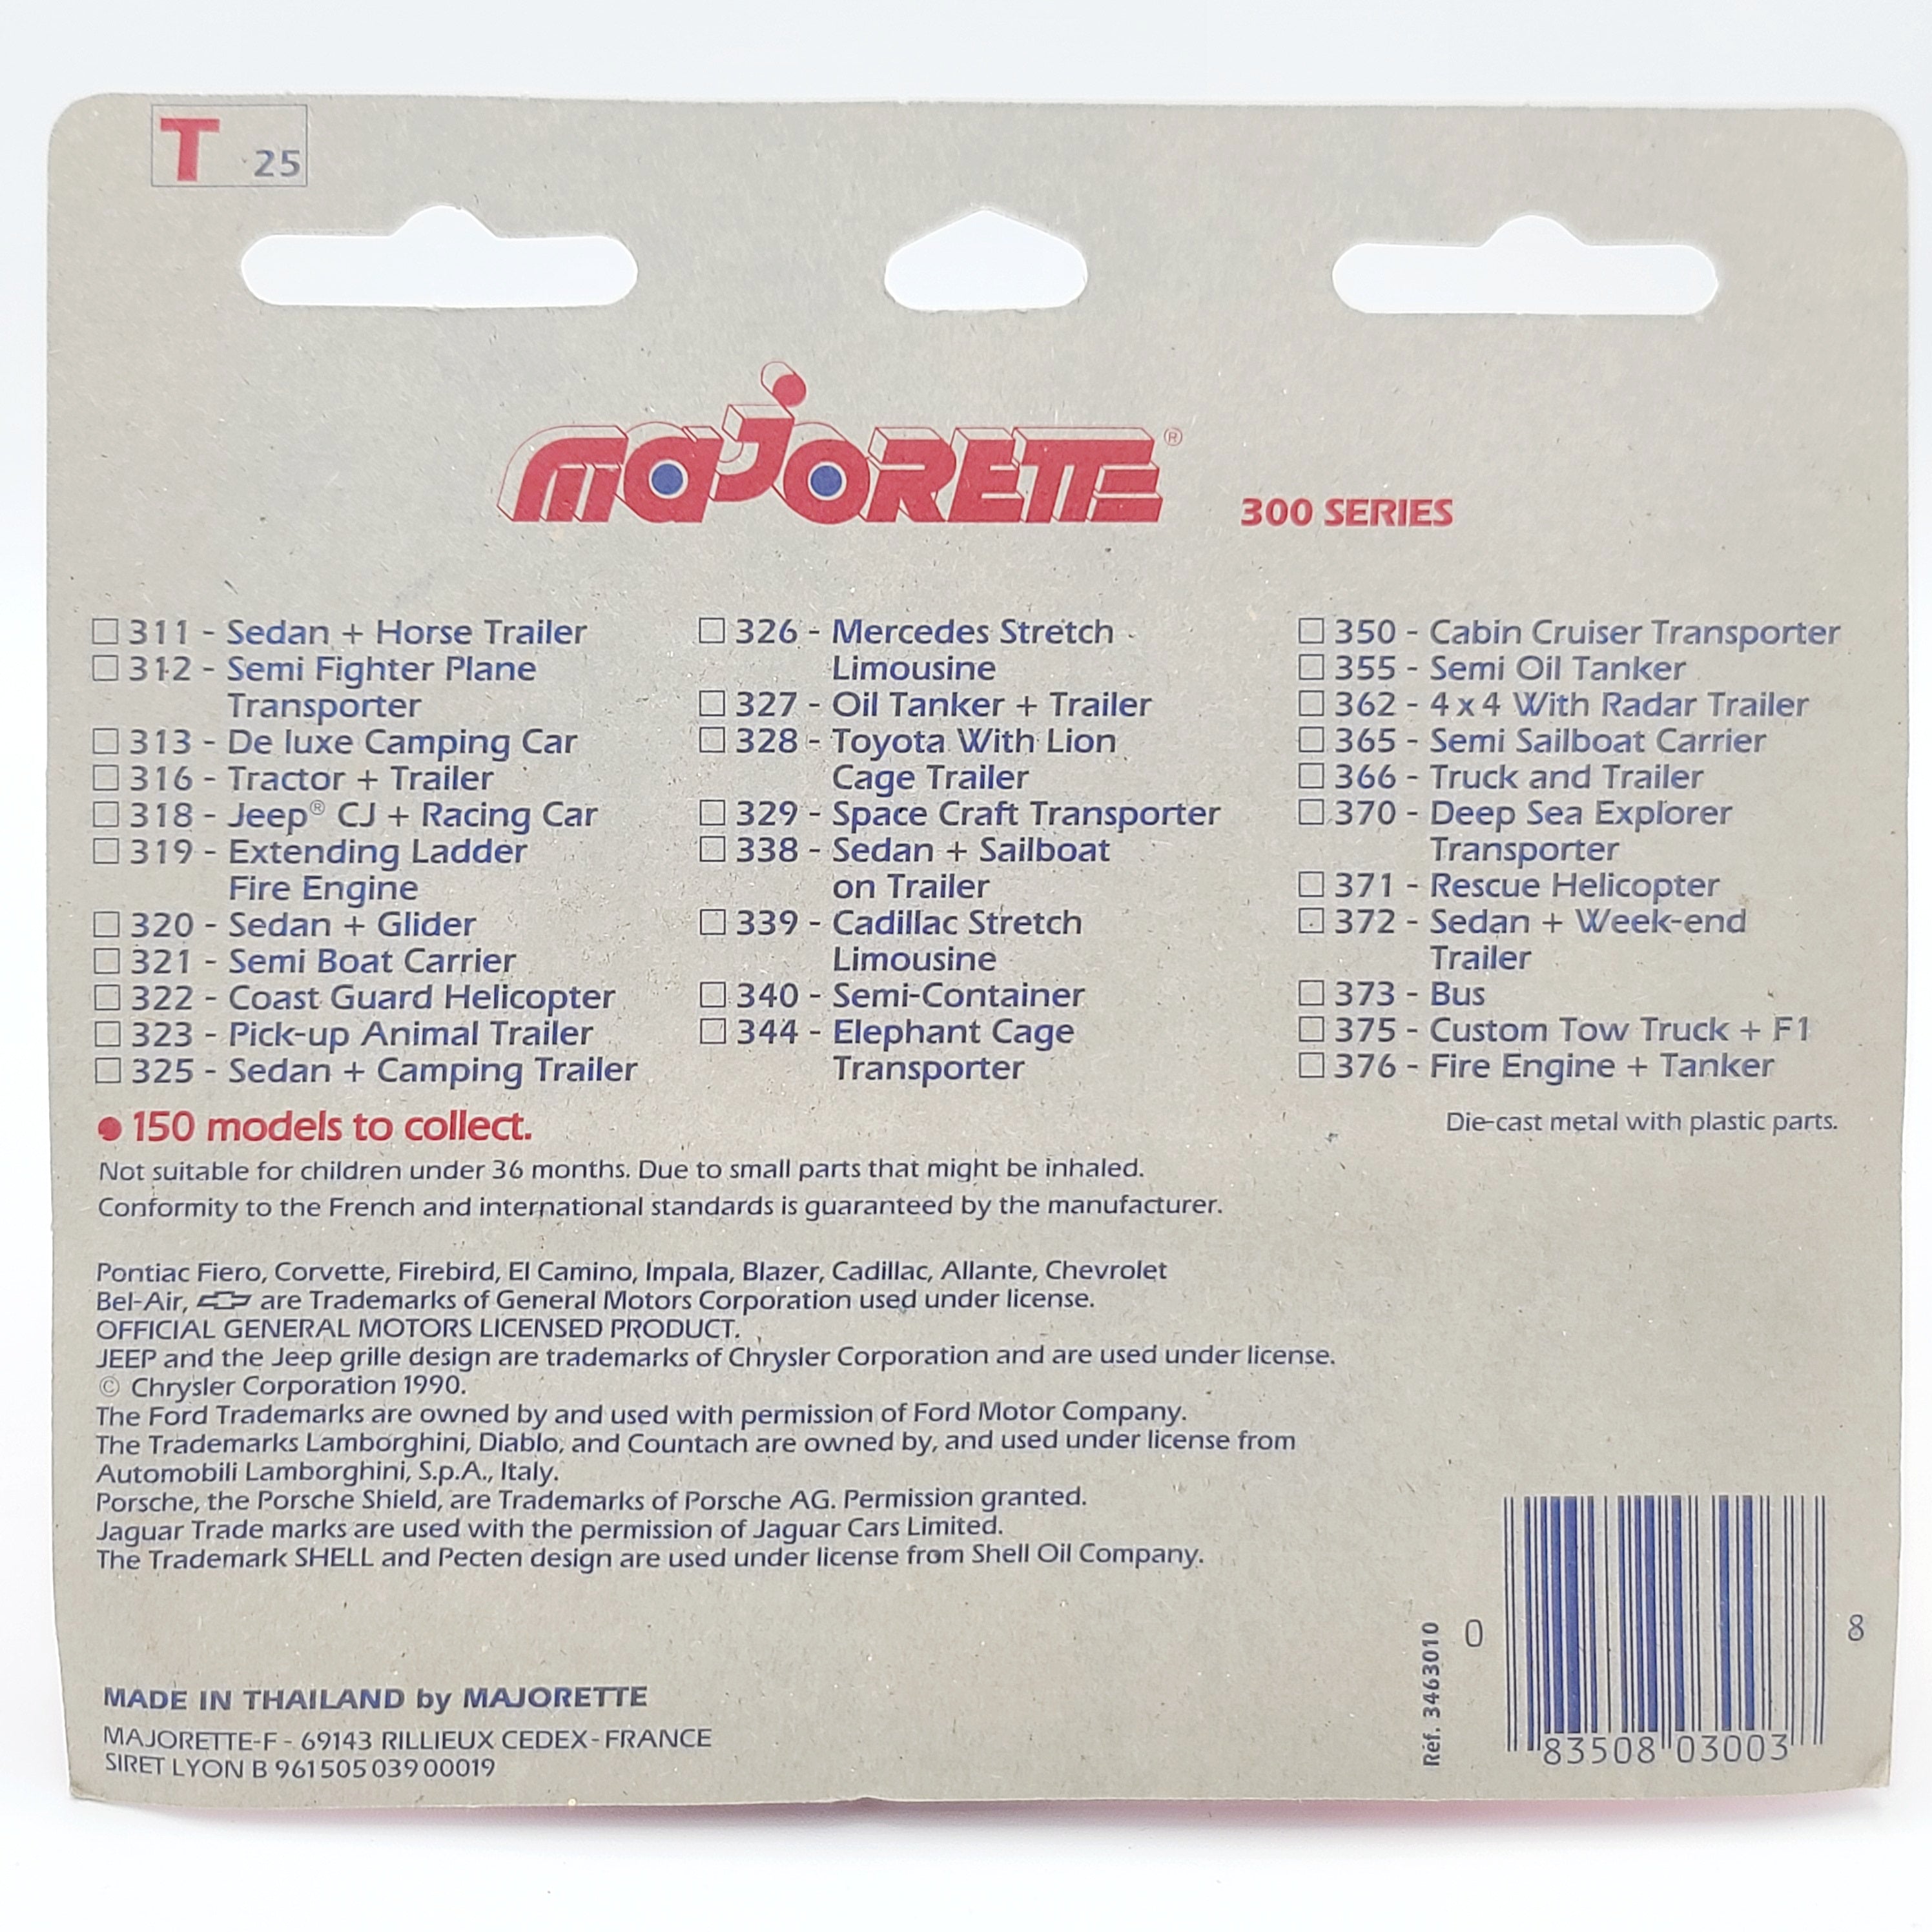 T 25
MAJORETTE®
300 SERIES
311 - Sedan + Horse Trailer
312 - Semi Fighter Plane
Transporter
313 - De luxe Camping Car
316 - Tractor + Trailer
318 - Jeep® CJ + Racing Car
319 - Extending Ladder
Fire Engine
320 - Sedan + Glider
321 - Semi Boat Carrier
322 - Coast Guard Helicopter
323 - Pick-up Animal Trailer
325 - Sedan + Camping Trailer
326 - Mercedes Stretch
Limousine
327 - Oil Tanker + Trailer
328 - Toyota With Lion
Cage Trailer
329 - Space Craft Transporter
338 - Sedan + Sailboat
on Trailer
339 - Cadillac Stretch
Limousine
340 - Semi-Container
344 - Elephant Cage
Transporter
350 - Cabin Cruiser Transporter
355 - Semi Oil Tanker
362 - 4 x 4 With Radar Trailer
365 - Semi Sailboat Carrier
366 - Truck and Trailer
370 - Deep Sea Explorer
Transporter
371 - Rescue Helicopter
372 - Sedan + Week-end
Trailer
373 - Bus
375 - Custom Tow Truck + F1
376 - Fire Engine + Tanker
● 150 models to collect.
Die-cast metal with plastic parts.
Not suitable for children under 36 months. Due to small parts that might be inhaled.
Conformity to the French and international standards is guaranteed by the manufacturer.
Pontiac Fiero, Corvette, Firebird, El Camino, Impala, Blazer, Cadillac, Allante, Chevrolet
Bel-Air, are Trademarks of General Motors Corporation used under license.
OFFICIAL GENERAL MOTORS LICENSED PRODUCT.
JEEP and the Jeep grille design are trademarks of Chrysler Corporation and are used under license.
© Chrysler Corporation 1990.
The Ford Trademarks are owned by and used with permission of Ford Motor Company.
The Trademarks Lamborghini, Diablo, and Countach are owned by, and used under license from
Automobili Lamborghini, S.p.A., Italy.
Porsche, the Porsche Shield, are Trademarks of Porsche AG. Permission granted.
Jaguar Trade marks are used with the permission of Jaguar Cars Limited.
The Trademark SHELL and Pecten design are used under license from Shell Oil Company.
MADE IN THAILAND by MAJORETTE
MAJORETTE-F - 69143 RILLIEUX CEDEX - FRANCE
SIRET LYON B 961 505 039 00019
Réf. 3463010
0 83508 03003 8